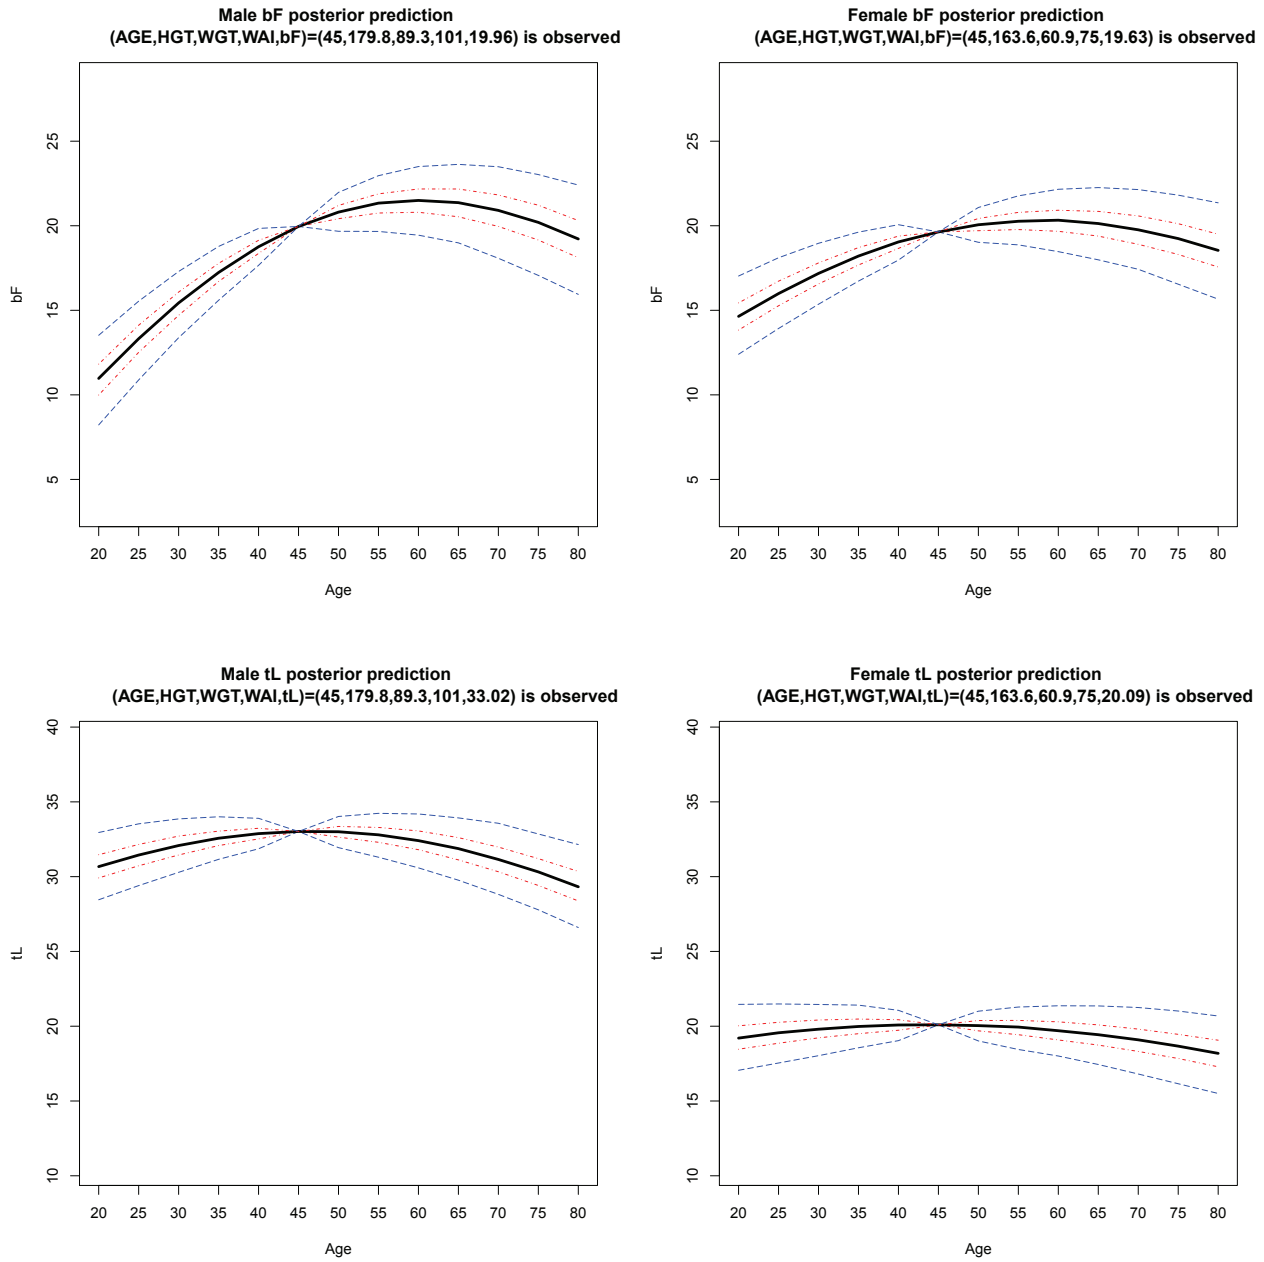 Male bF posterior prediction
(AGE,HGT,WGT,WAI,bF)=(45,179.8,89.3,101,19.96) is observed
25
20
15
10
5
bF
20 25 30 35 40 45 50 55 60 65 70 75 80
Age
Female bF posterior prediction
(AGE,HGT,WGT,WAI,bF)=(45,163.6,60.9,75,19.63) is observed
25
20
15
10
5
bF
20 25 30 35 40 45 50 55 60 65 70 75 80
Age
Male tL posterior prediction
(AGE,HGT,WGT,WAI,tL)=(45,179.8,89.3,101,33.02) is observed
40
35
30
25
20
15
10
tL
20 25 30 35 40 45 50 55 60 65 70 75 80
Age
Female tL posterior prediction
(AGE,HGT,WGT,WAI,tL)=(45,163.6,60.9,75,20.09) is observed
40
35
30
25
20
15
10
tL
20 25 30 35 40 45 50 55 60 65 70 75 80
Age